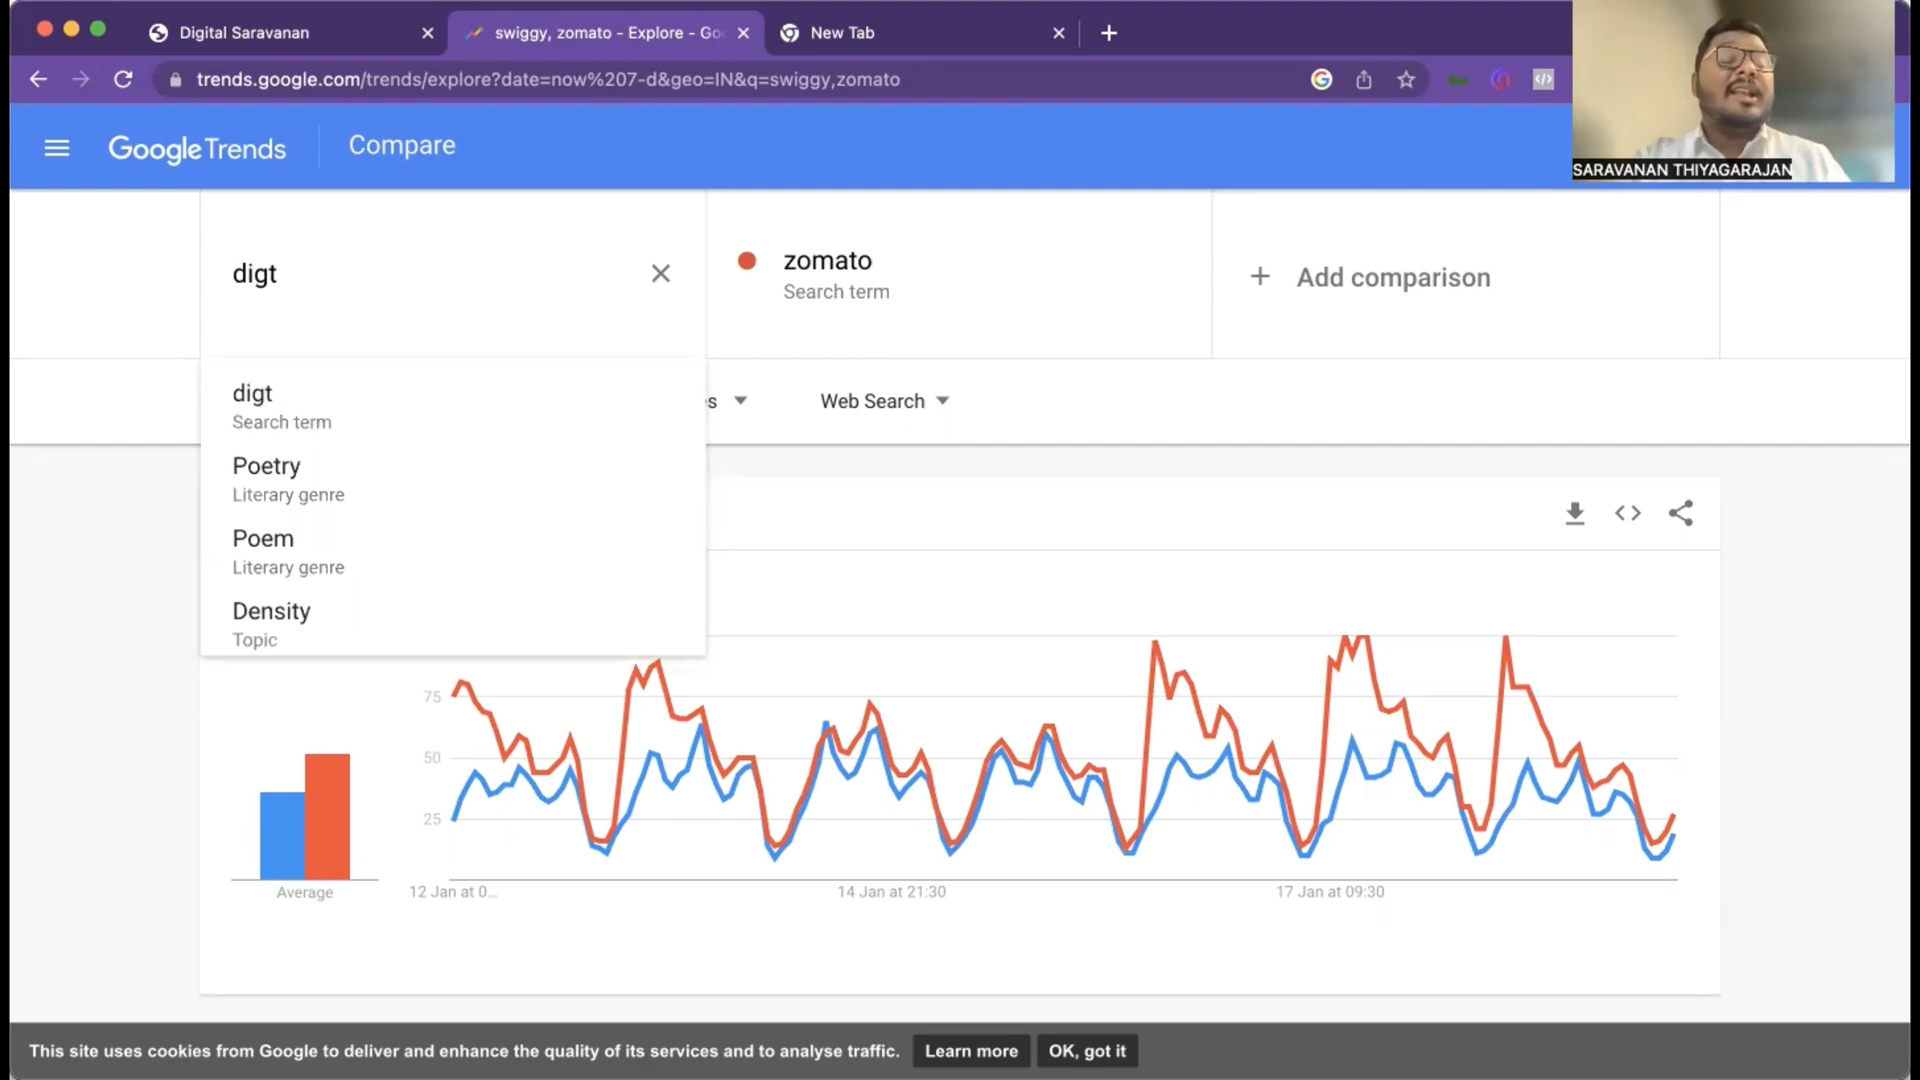 Digital Saravanan
swiggy, zomato - Explore - Go
New Tab
trends.google.com/trends/explore?date=now%207-d&geo=IN&q=swiggy,zomato
Google Trends
Compare
SARAVANAN THIYAGARAJAN
digt
zomato
Search term
+ Add comparison
digt
Search term
Poetry
Literary genre
Poem
Literary genre
Density
Topic
s
Web Search
75
50
25
Average
12 Jan at 0...
14 Jan at 21:30
17 Jan at 09:30
This site uses cookies from Google to deliver and enhance the quality of its services and to analyse traffic.
Learn more
OK, got it